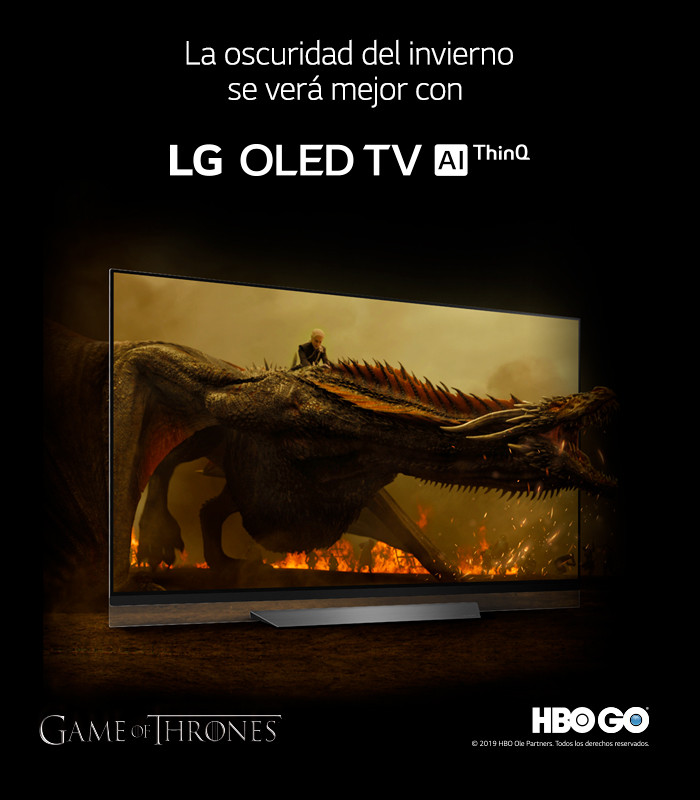 La oscuridad del invierno
se verá mejor con
LG OLED TV AI ThinQ
GAME OF THRONES
HBO GO
© 2019 HBO Ole Partners. Todos los derechos reservados.